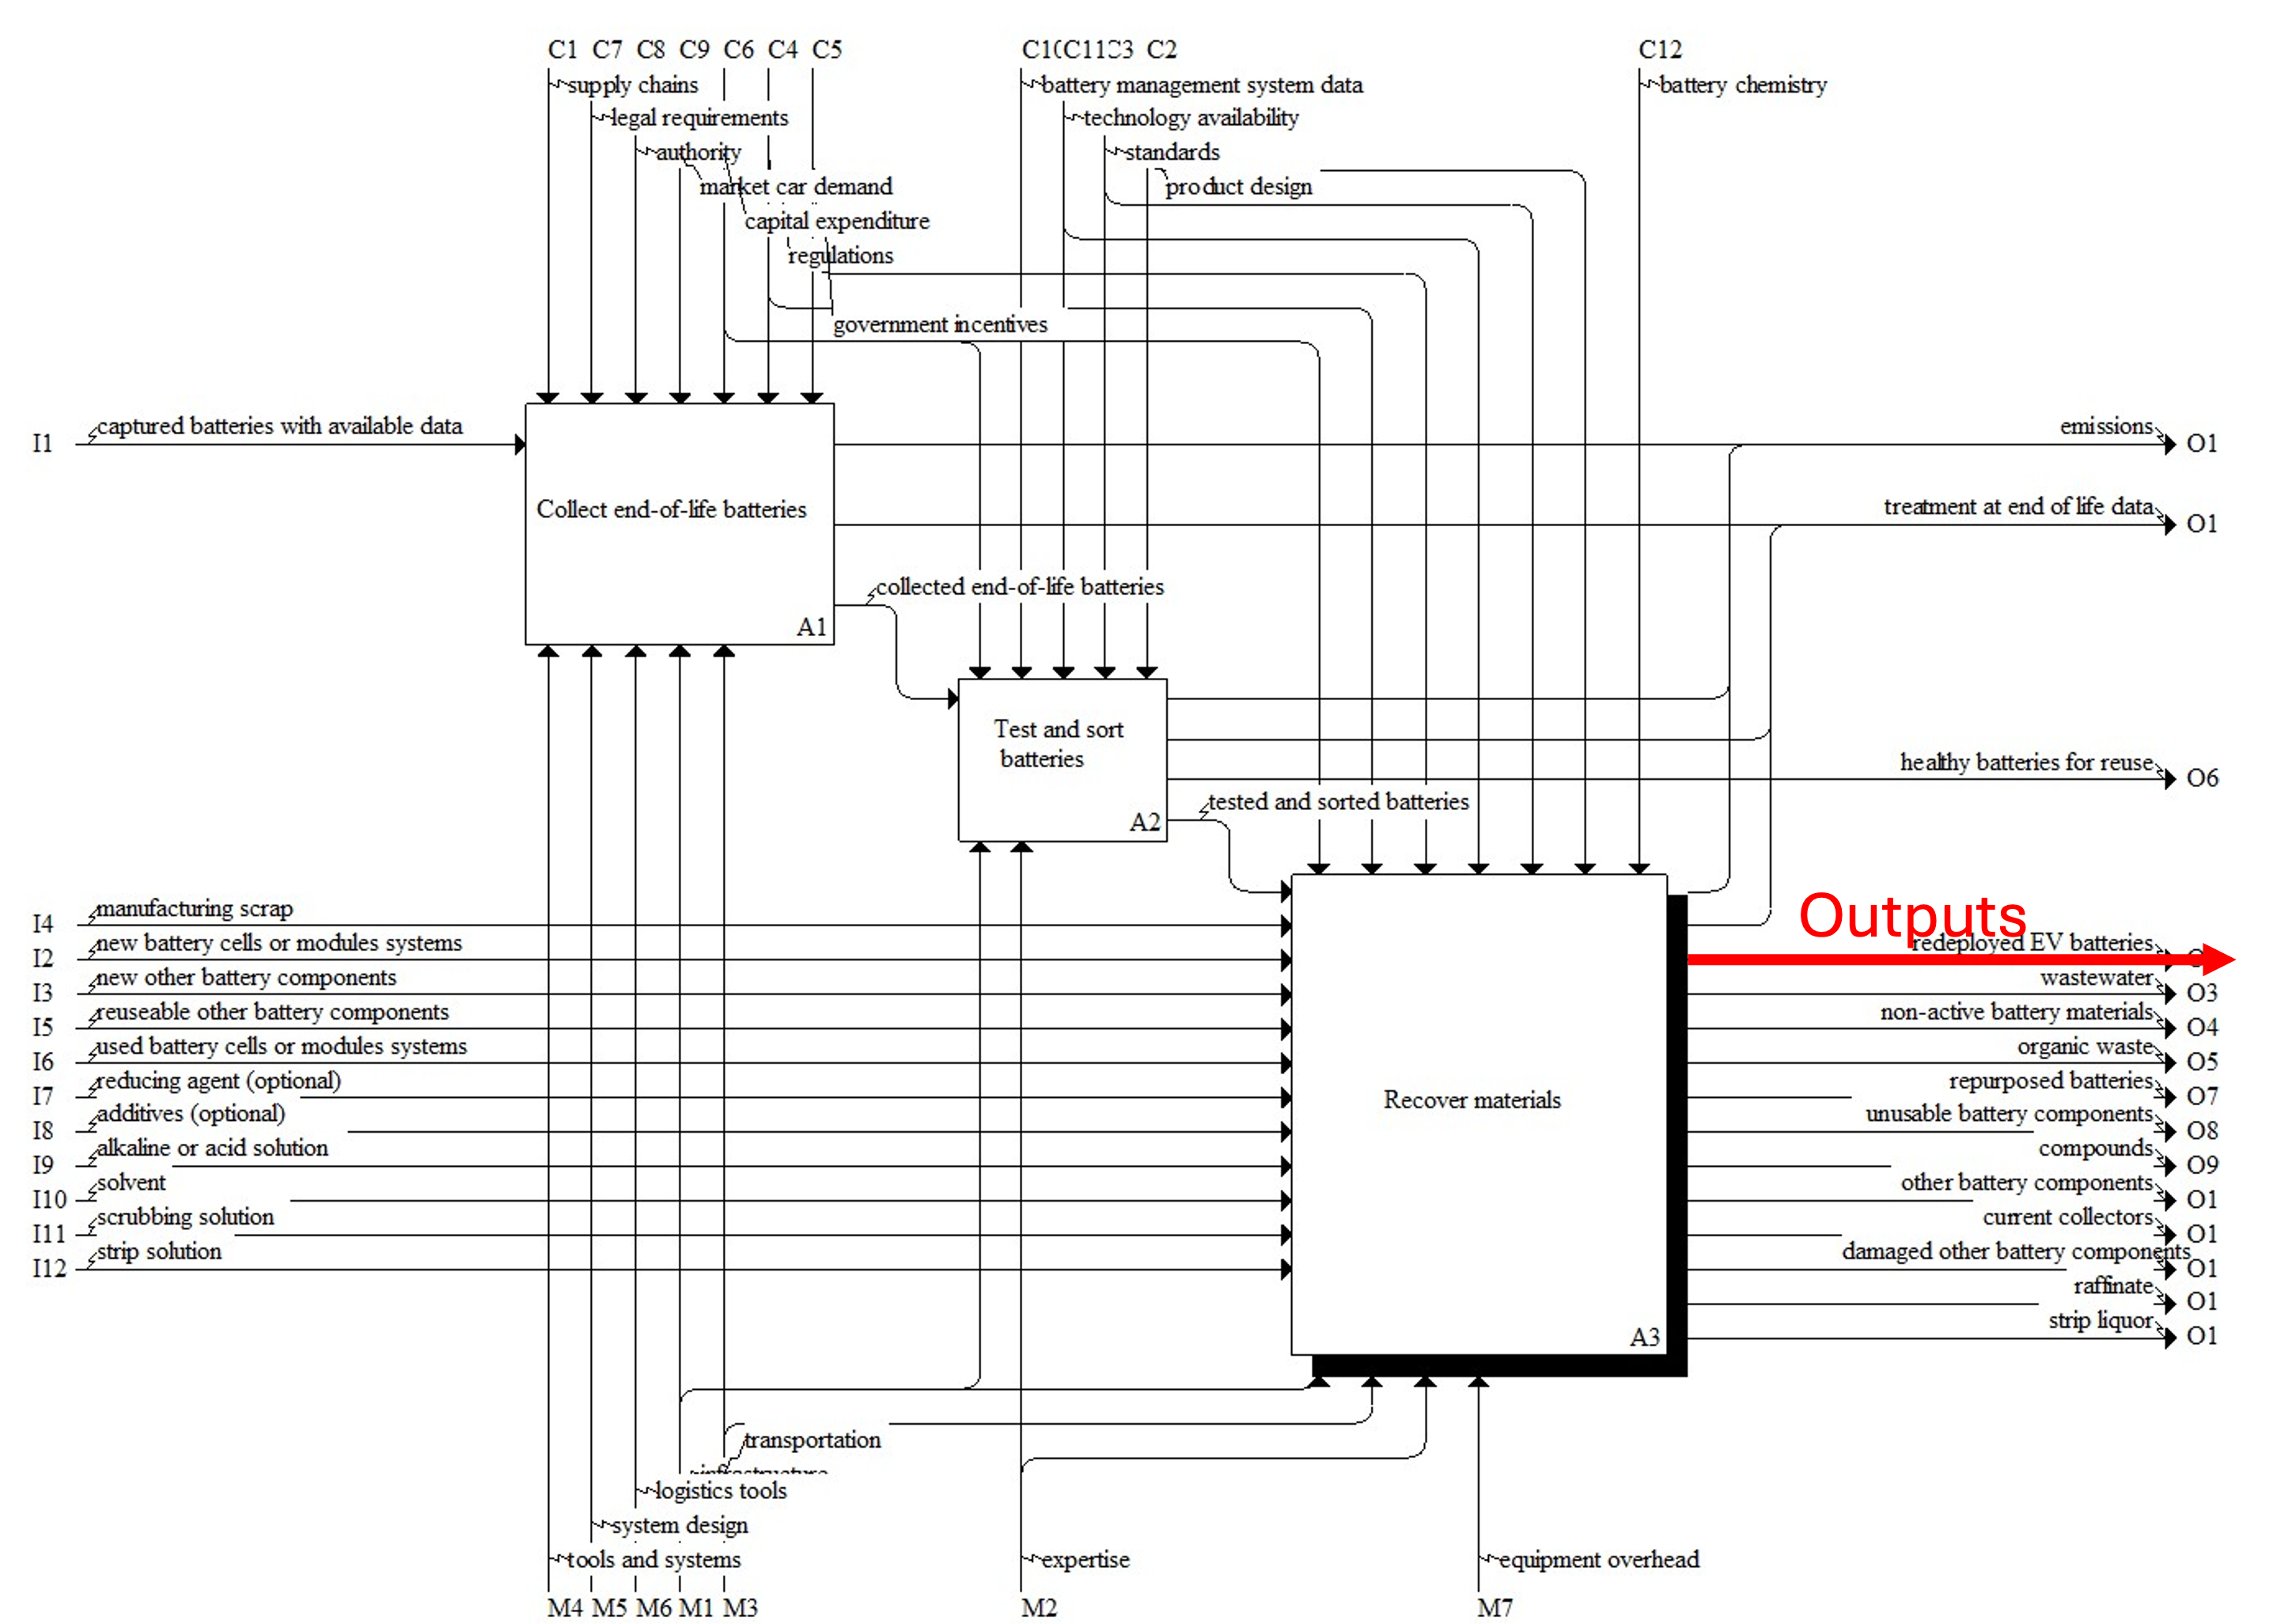 C1 C7 C8 C9 C6 C4 C5 C10 C11 C3 C2 C12
supply chains
battery management system data
battery chemistry
legal requirements
technology availability
authority
standards
market car demand
product design
capital expenditure
regulations
government incentives
I1 captured batteries with available data
emissions O1
Collect end-of-life batteries
A1
treatment at end of life data O1
collected end-of-life batteries
Test and sort
batteries
A2
healthy batteries for reuse O6
tested and sorted batteries
I4 manufacturing scrap
I2 new battery cells or modules systems
I3 new other battery components
I5 reuseable other battery components
I6 used battery cells or modules systems
I7 reducing agent (optional)
I8 additives (optional)
I9 alkaline or acid solution
I10 solvent
I11 scrubbing solution
I12 strip solution
Recover materials
A3
Outputs
redeployed EV batteries
wastewater O3
non-active battery materials O4
organic waste O5
repurposed batteries O7
unusable battery components O8
compounds O9
other battery components O1
current collectors O1
damaged other battery components O1
raffinate O1
strip liquor O1
transportation
infrastructure
logistics tools
system design
tools and systems
expertise
equipment overhead
M4 M5 M6 M1 M3 M2 M7